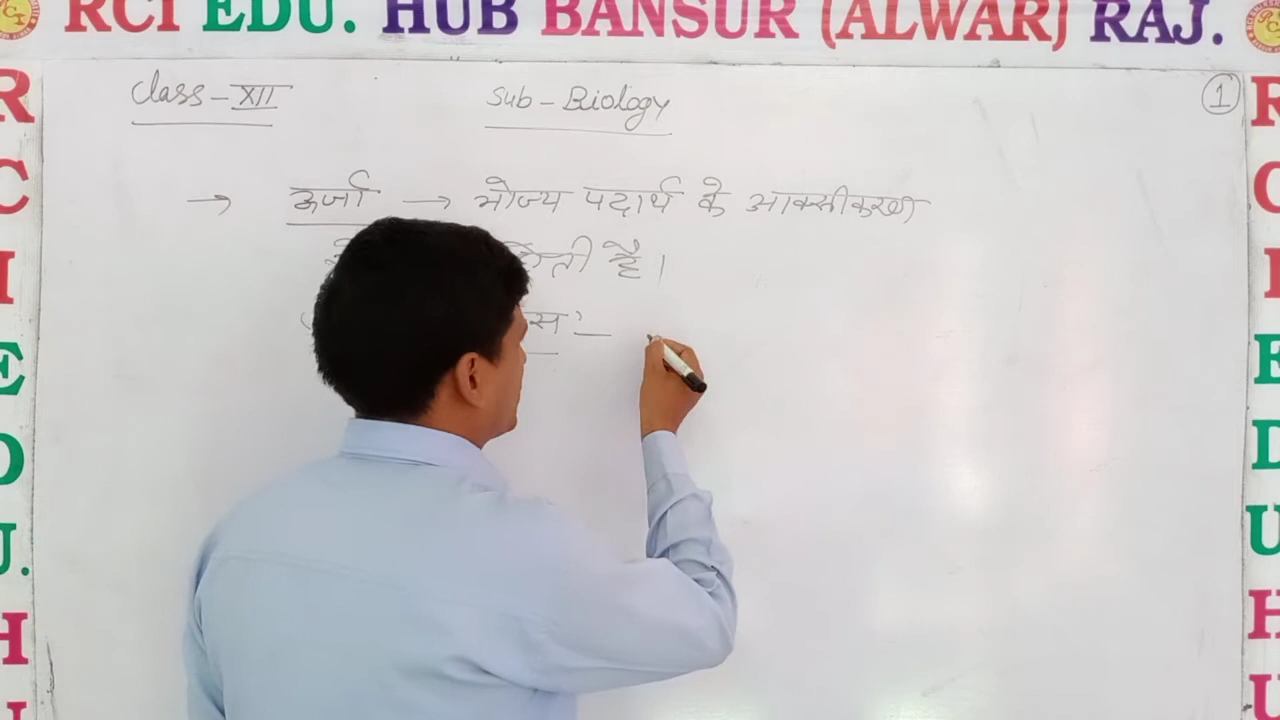 RCI EDU. HUB BANSUR (ALWAR) RAJ.
Class - XII
Sub - Biology
1
→ ऊर्जा → भोज्य पदार्थ के आक्सीकरण
है।
R
C
I
E
D
U.
H
R
C
I
E
D
U
H
U